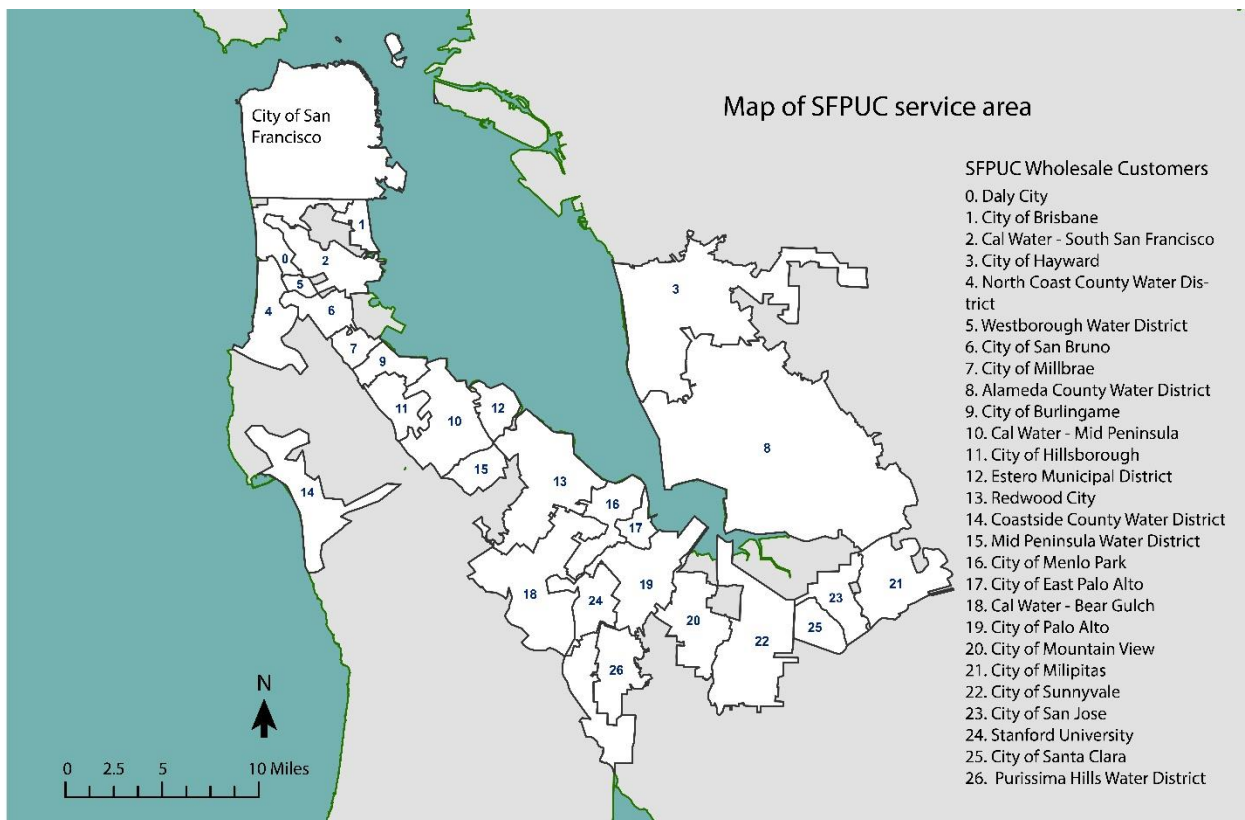 Map of SFPUC service area
City of San
Francisco
SFPUC Wholesale Customers
0. Daly City
1. City of Brisbane
2. Cal Water - South San Francisco
3. City of Hayward
4. North Coast County Water Dis-
trict
5. Westborough Water District
6. City of San Bruno
7. City of Millbrae
8. Alameda County Water District
9. City of Burlingame
10. Cal Water - Mid Peninsula
11. City of Hillsborough
12. Estero Municipal District
13. Redwood City
14. Coastside County Water District
15. Mid Peninsula Water District
16. City of Menlo Park
17. City of East Palo Alto
18. Cal Water - Bear Gulch
19. City of Palo Alto
20. City of Mountain View
21. City of Milipitas
22. City of Sunnyvale
23. City of San Jose
24. Stanford University
25. City of Santa Clara
26. Purissima Hills Water District
1
0
2
5
3
4
6
7
9
11
10
12
8
15
13
14
16
17
18
24
19
20
23
21
22
25
26
N
0 2.5 5 10 Miles